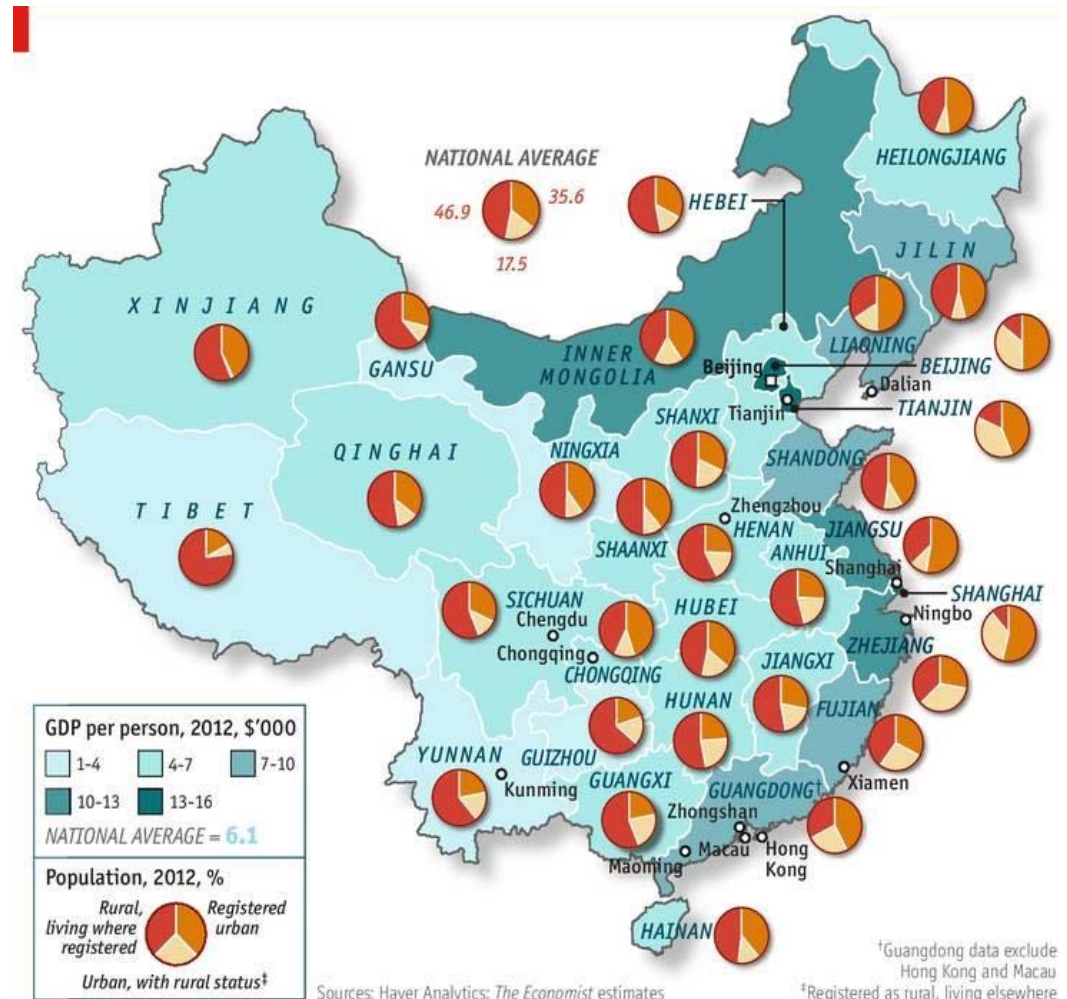 NATIONAL AVERAGE
46.9
35.6
17.5
HEBEI
HEILONGJIANG
JILIN
XINJIANG
GANSU
INNER
MONGOLIA
LIAONING
BEIJING
Beijing
Dalian
Tianjin
TIANJIN
SHANXI
QINGHAI
NINGXIA
SHANDONG
TIBET
Zhengzhou
SHAANXI
HENAN
JIANGSU
ANHUI
Shanghai
SHANGHAI
SICHUAN
Chengdu
HUBEI
Ningbo
ZHEJIANG
Chongqing
CHONGQING
JIANGXI
HUNAN
FUJIAN
YUNNAN
GUIZHOU
Kunming
GUANGXI
Xiamen
GUANGDONG†
Zhongshan
Macau
Hong
Kong
Maoming
HAINAN
GDP per person, 2012, $'000
1-4
4-7
7-10
10-13
13-16
NATIONAL AVERAGE = 6.1
Population, 2012, %
Rural,
living where
registered
Registered
urban
Urban, with rural status‡
Sources: Haver Analytics; The Economist estimates
†Guangdong data exclude
Hong Kong and Macau
‡Registered as rural, living elsewhere